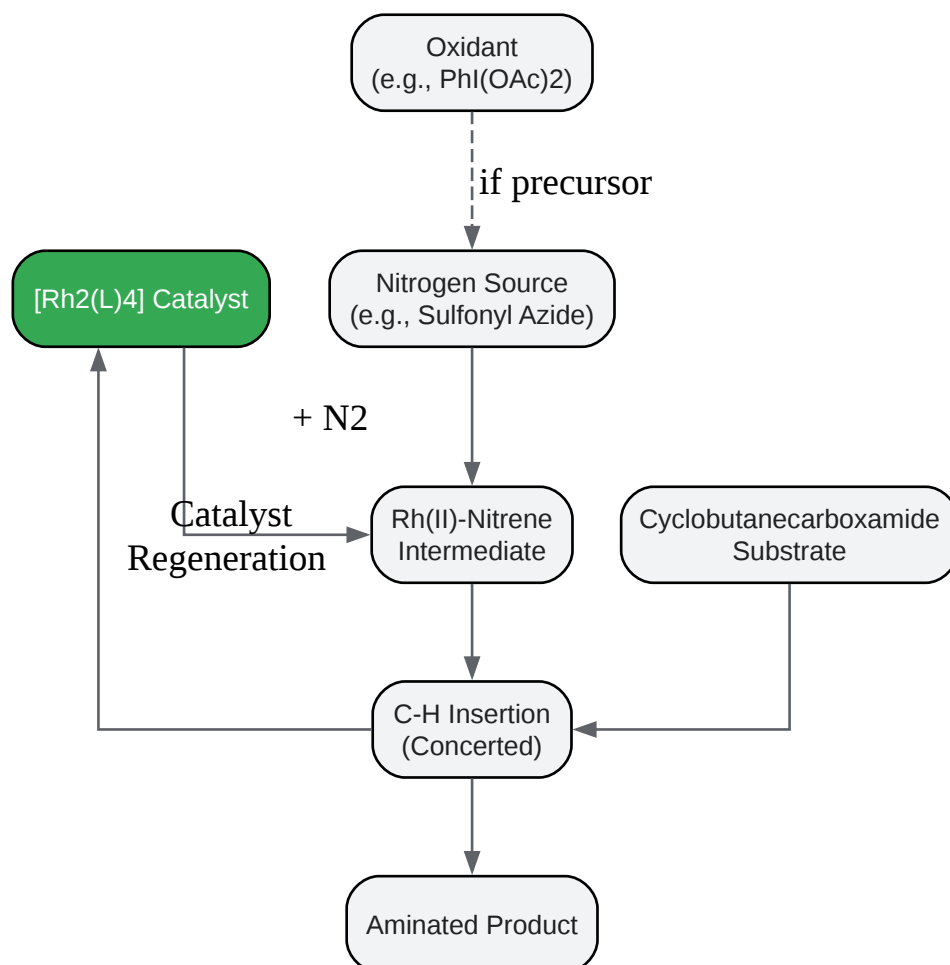 Oxidant
(e.g., PhI(OAc)2)
if precursor
[Rh2(L)4] Catalyst
Nitrogen Source
(e.g., Sulfonyl Azide)
+ N2
Catalyst
Regeneration
Rh(II)-Nitrene
Intermediate
Cyclobutanecarboxamide
Substrate
C-H Insertion
(Concerted)
Aminated Product